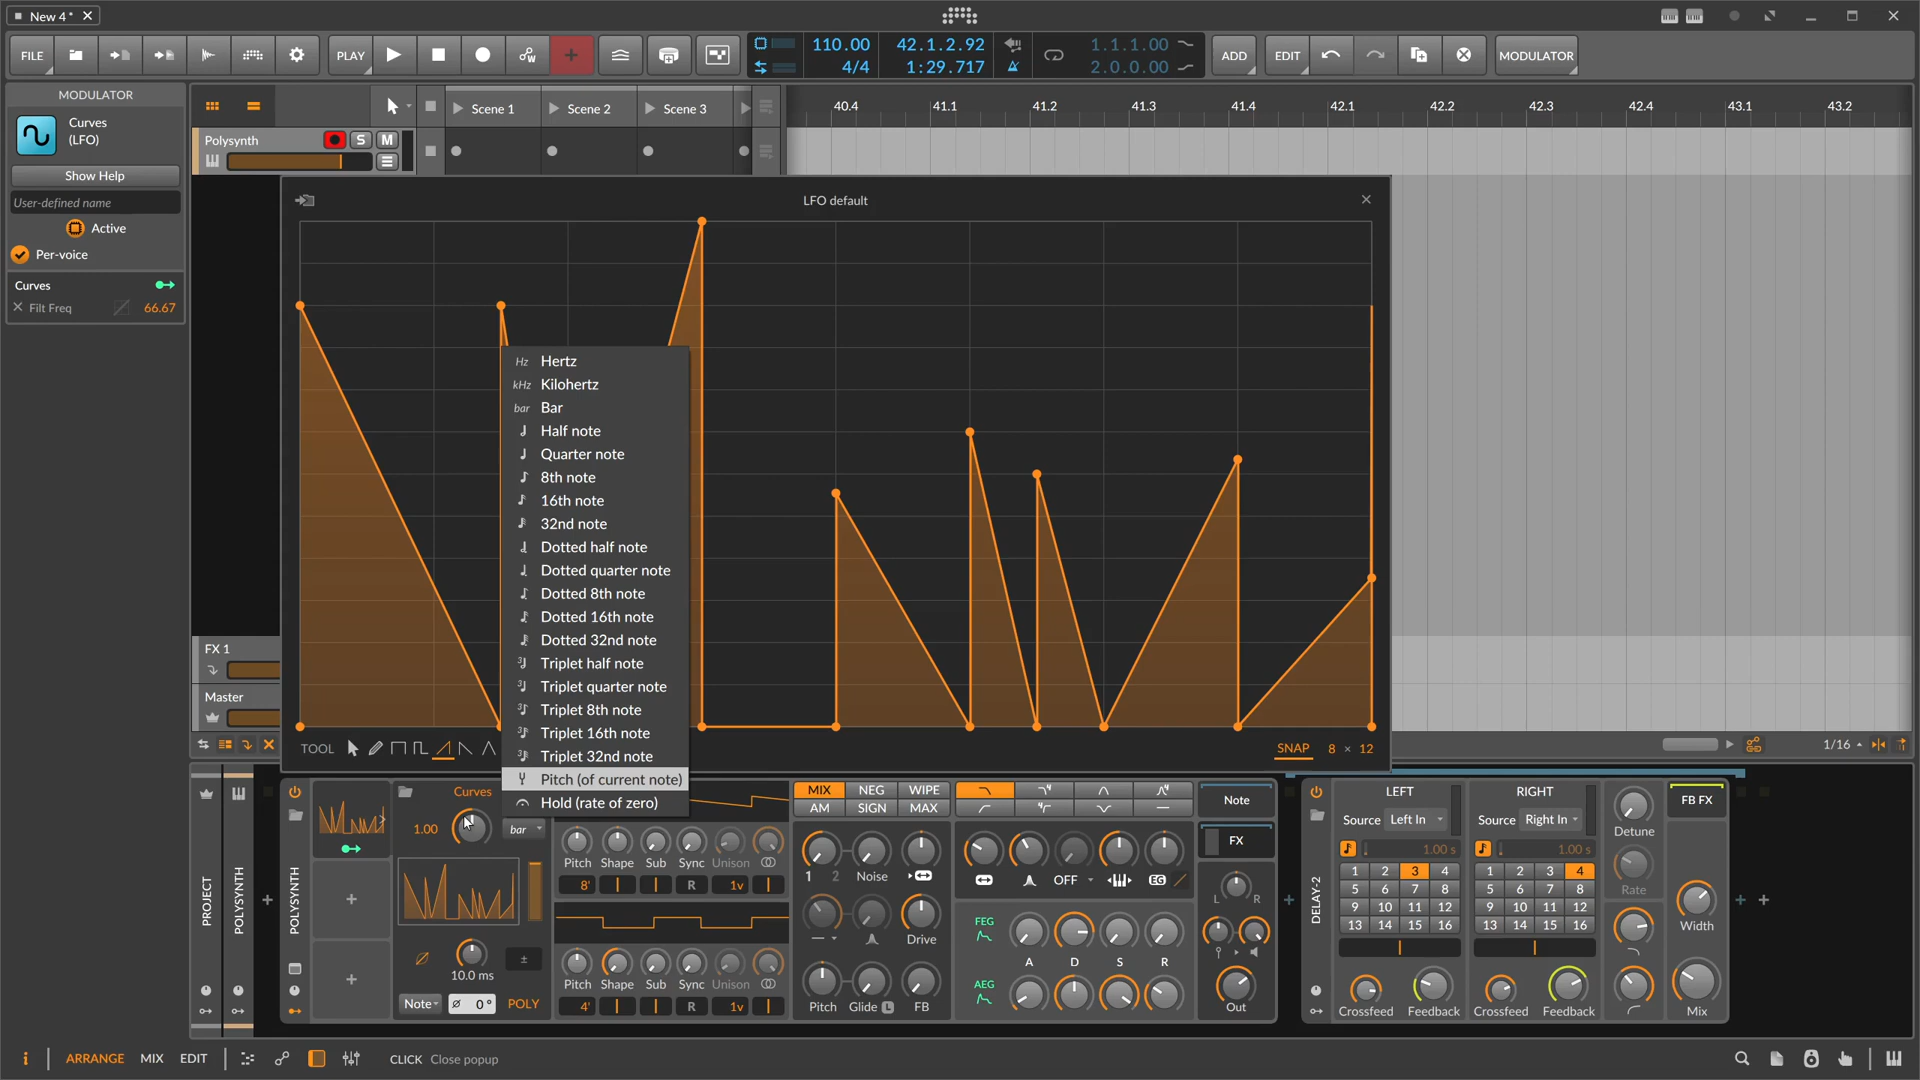 New 4 *
FILE PLAY 110.00 42.1.2.92 1.1.1.00 ADD EDIT MODULATOR
4/4 1:29.717 2.0.0.00
MODULATOR
Curves
(LFO)
Show Help
User-defined name
Active
Per-voice
Curves
Filt Freq 66.67
Scene 1 Scene 2 Scene 3
40.4 41.1 41.2 41.3 41.4 42.1 42.2 42.3 42.4 43.1 43.2
Polysynth S M
LFO default
Hz Hertz
kHz Kilohertz
bar Bar
Half note
Quarter note
8th note
16th note
32nd note
Dotted half note
Dotted quarter note
Dotted 8th note
Dotted 16th note
Dotted 32nd note
Triplet half note
Triplet quarter note
Triplet 8th note
Triplet 16th note
Triplet 32nd note
Pitch (of current note)
Hold (rate of zero)
FX 1
Master
TOOL
SNAP 8 × 12
1/16
PROJECT
POLYSYNTH
POLYSYNTH
Curves
1.00 bar
10.0 ms ±
Note 0 ° POLY
Pitch Shape Sub Sync Unison
8' R 1v
Pitch Shape Sub Sync Unison
4' R 1v
MIX NEG WIPE
AM SIGN MAX
1 2 Noise
Drive
Pitch Glide L FB
OFF EG
FEG
A D S R
AEG
Note
FX
L R
Out
DELAY-2
LEFT
Source Left In
1.00 s
1 2 3 4
5 6 7 8
9 10 11 12
13 14 15 16
Crossfeed Feedback
RIGHT
Source Right In
1.00 s
1 2 3 4
5 6 7 8
9 10 11 12
13 14 15 16
Crossfeed Feedback
Detune
Rate
FB FX
Width
Mix
i ARRANGE MIX EDIT CLICK Close popup